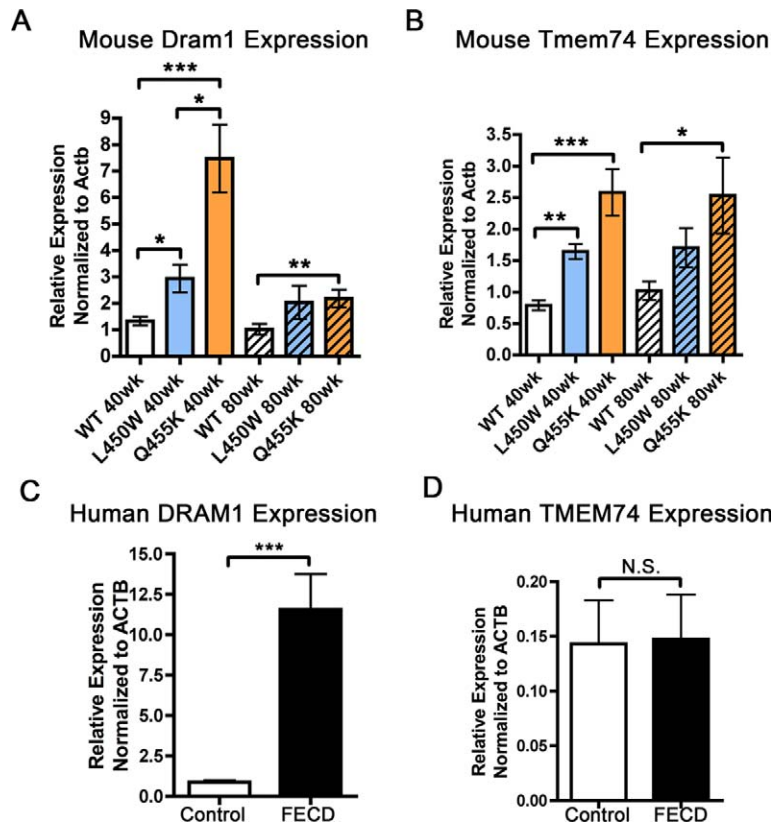 A
Mouse Dram1 Expression
***
*
*
**
Relative Expression
Normalized to Actb
9
8
7
6
5
4
3
2
1
0
WT 40wk
L450W 40wk
Q455K 40wk
WT 80wk
L450W 80wk
Q455K 80wk
B
Mouse Tmem74 Expression
***
*
**
Relative Expression
Normalized to Actb
3.5
3.0
2.5
2.0
1.5
1.0
0.5
0.0
WT 40wk
L450W 40wk
Q455K 40wk
WT 80wk
L450W 80wk
Q455K 80wk
C
Human DRAM1 Expression
***
Relative Expression
Normalized to ACTB
15.0
12.5
10.0
7.5
5.0
2.5
0.0
Control
FECD
D
Human TMEM74 Expression
N.S.
Relative Expression
Normalized to ACTB
0.20
0.15
0.10
0.05
0.00
Control
FECD